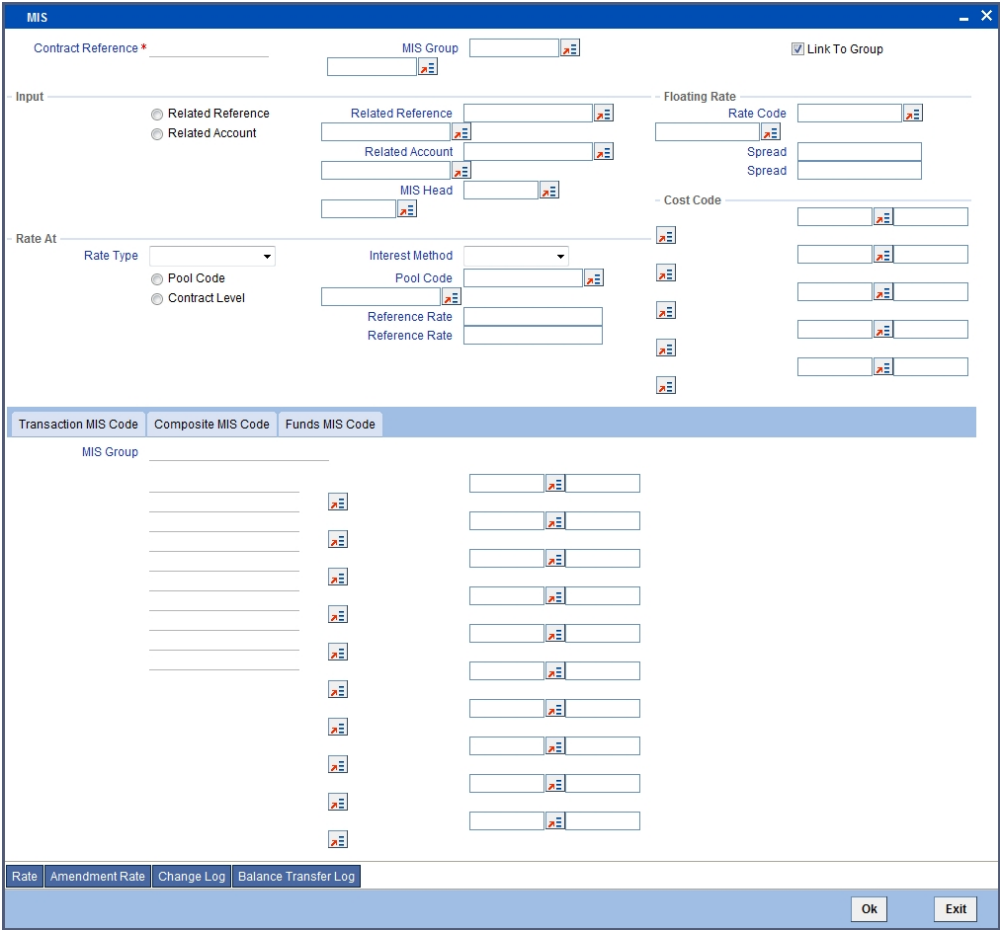 MIS
Contract Reference * MIS Group Link To Group
Input Floating Rate
Related Reference Related Reference Rate Code
Related Account
Related Account Spread
Spread
MIS Head
Cost Code
Rate At
Rate Type Interest Method
Pool Code Pool Code
Contract Level
Reference Rate
Reference Rate
Transaction MIS Code Composite MIS Code Funds MIS Code
MIS Group
Rate Amendment Rate Change Log Balance Transfer Log
Ok Exit